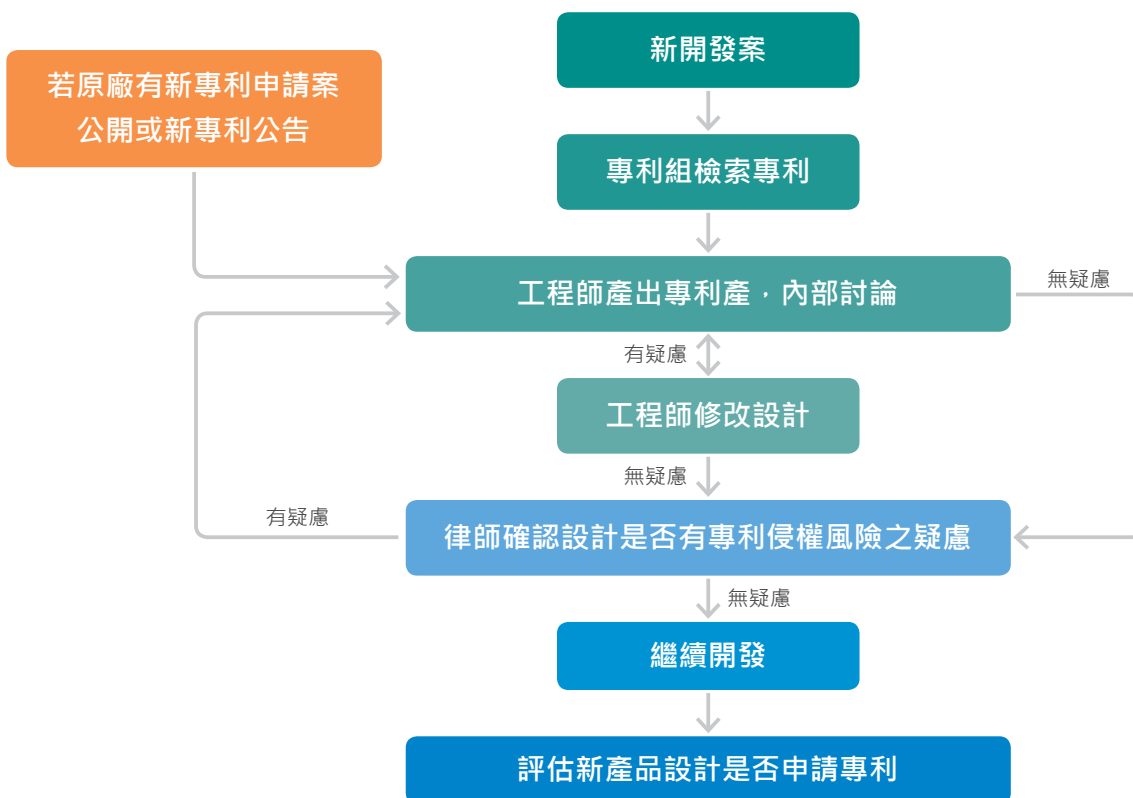 新開發案
若原廠有新專利申請案
公開或新專利公告
專利組檢索專利
工程師產出專利產，內部討論
無疑慮
有疑慮
工程師修改設計
無疑慮
有疑慮
律師確認設計是否有專利侵權風險之疑慮
無疑慮
繼續開發
評估新產品設計是否申請專利